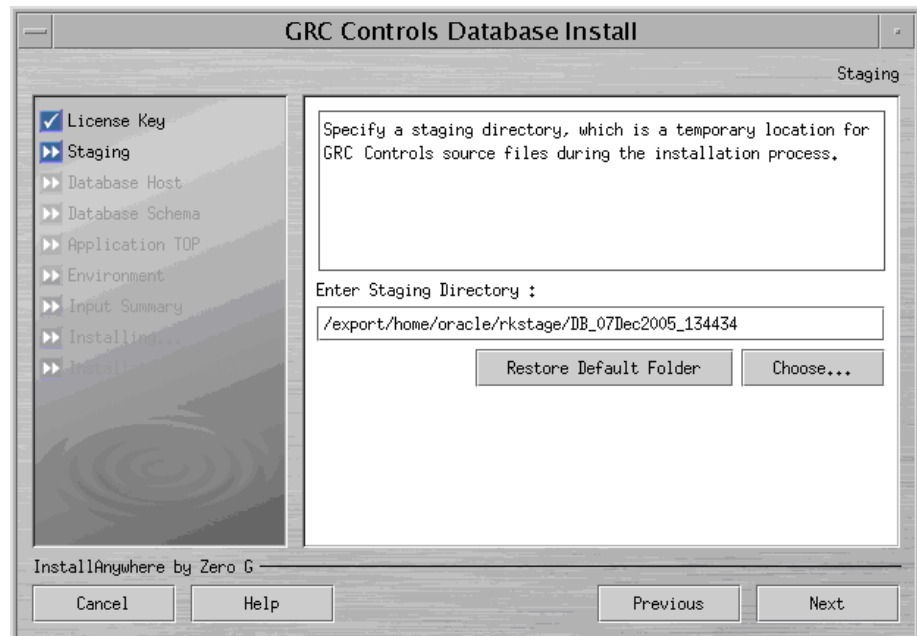 GRC Controls Database Install
Staging
License Key
Staging
Database Host
Database Schema
Application TOP
Environment
Input Summary
Installing...
Specify a staging directory, which is a temporary location for
GRC Controls source files during the installation process.
Enter Staging Directory :
/export/home/oracle/rkstage/DB_07Dec2005_134434
Restore Default Folder
Choose...
InstallAnywhere by Zero G
Cancel
Help
Previous
Next